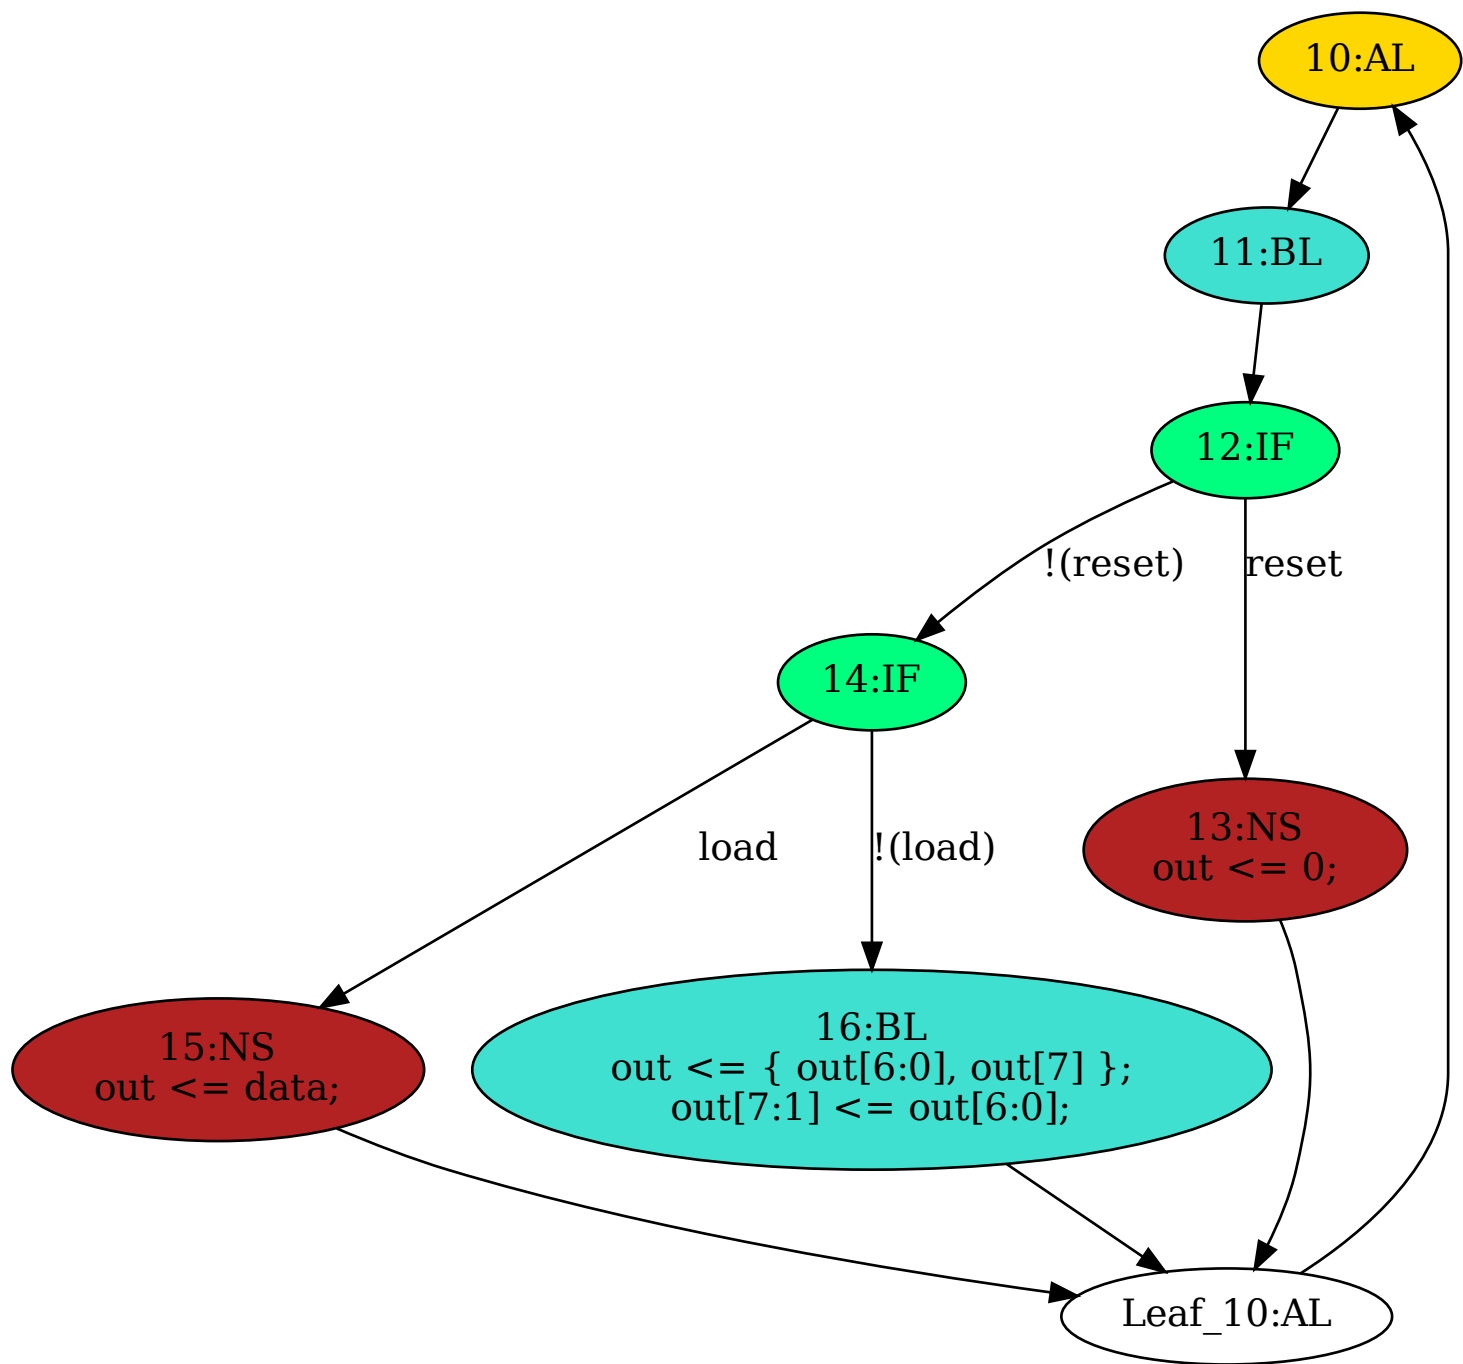 10:AL
11:BL
12:IF
!(reset)
reset
14:IF
load
!(load)
13:NS
out <= 0;
15:NS
out <= data;
16:BL
out <= { out[6:0], out[7] };
out[7:1] <= out[6:0];
Leaf_10:AL